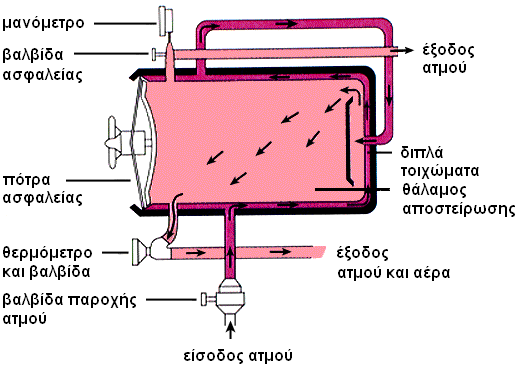 μανόμετρο
βαλβίδα
ασφαλείας
έξοδος
ατμού
διπλά
τοιχώματα
θάλαμος
αποστείρωσης
πότρα
ασφαλείας
θερμόμετρο
και βαλβίδα
έξοδος
ατμού και αέρα
βαλβίδα παροχής
ατμού
είσοδος ατμού